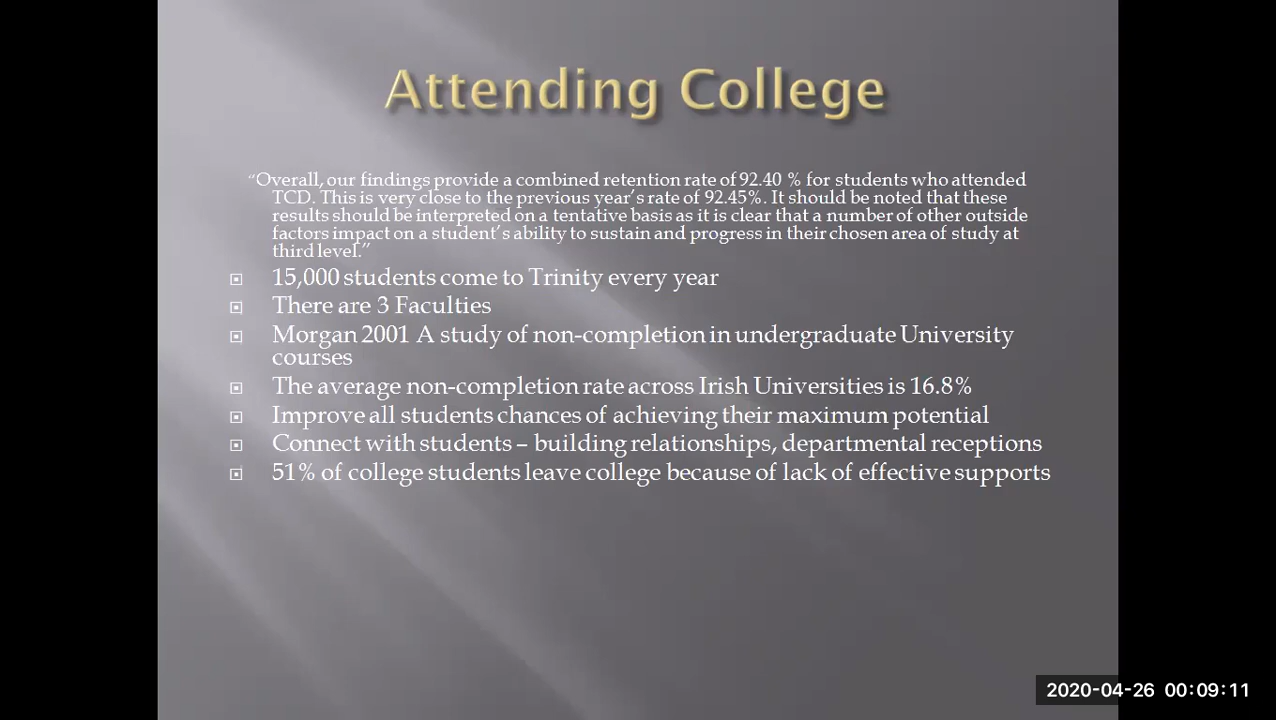 Attending College
“Overall, our findings provide a combined retention rate of 92.40 % for students who attended
TCD. This is very close to the previous year’s rate of 92.45%. It should be noted that these
results should be interpreted on a tentative basis as it is clear that a number of other outside
factors impact on a student’s ability to sustain and progress in their chosen area of study at
third level.”
15,000 students come to Trinity every year
There are 3 Faculties
Morgan 2001 A study of non-completion in undergraduate University
courses
The average non-completion rate across Irish Universities is 16.8%
Improve all students chances of achieving their maximum potential
Connect with students – building relationships, departmental receptions
51% of college students leave college because of lack of effective supports
2020-04-26 00:09:11